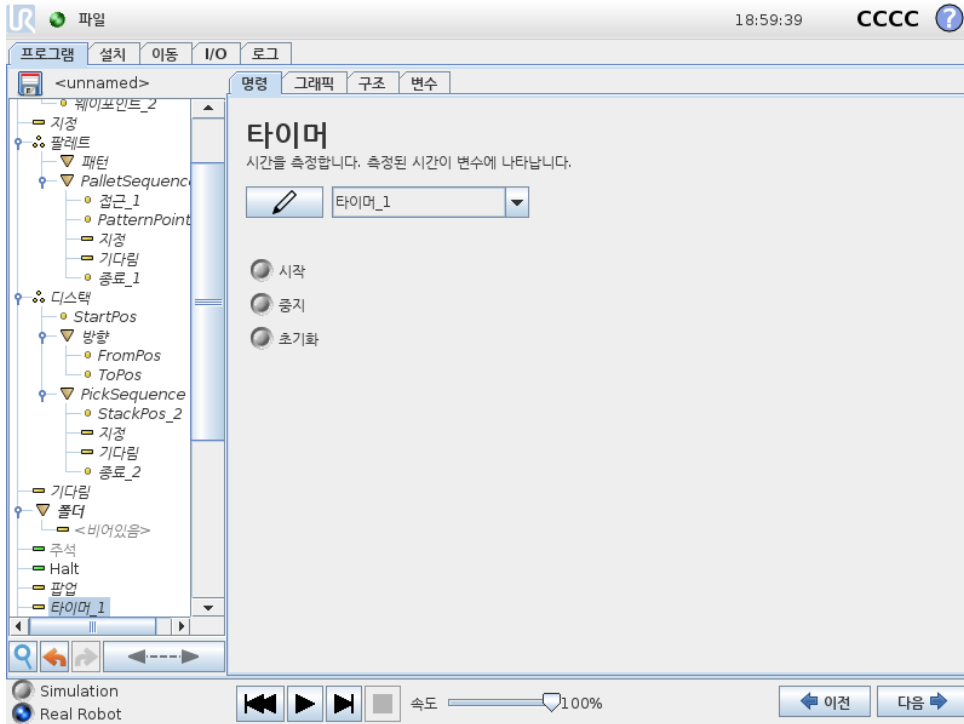 UR 파일 18:59:39 CCCC ?
프로그램 설치 이동 I/O 로그
<unnamed> 명령 그래픽 구조 변수
웨이포인트_2
지정
팔레트
패턴
PalletSequence
접근_1
PatternPoint
지정
기다림
종료_1
디스택
StartPos
방향
FromPos
ToPos
PickSequence
StackPos_2
지정
기다림
종료_2
기다림
폴더
<비어있음>
주석
Halt
팝업
타이머_1
타이머
시간을 측정합니다. 측정된 시간이 변수에 나타납니다.
타이머_1
시작
중지
초기화
Simulation
Real Robot
속도 100% 이전 다음